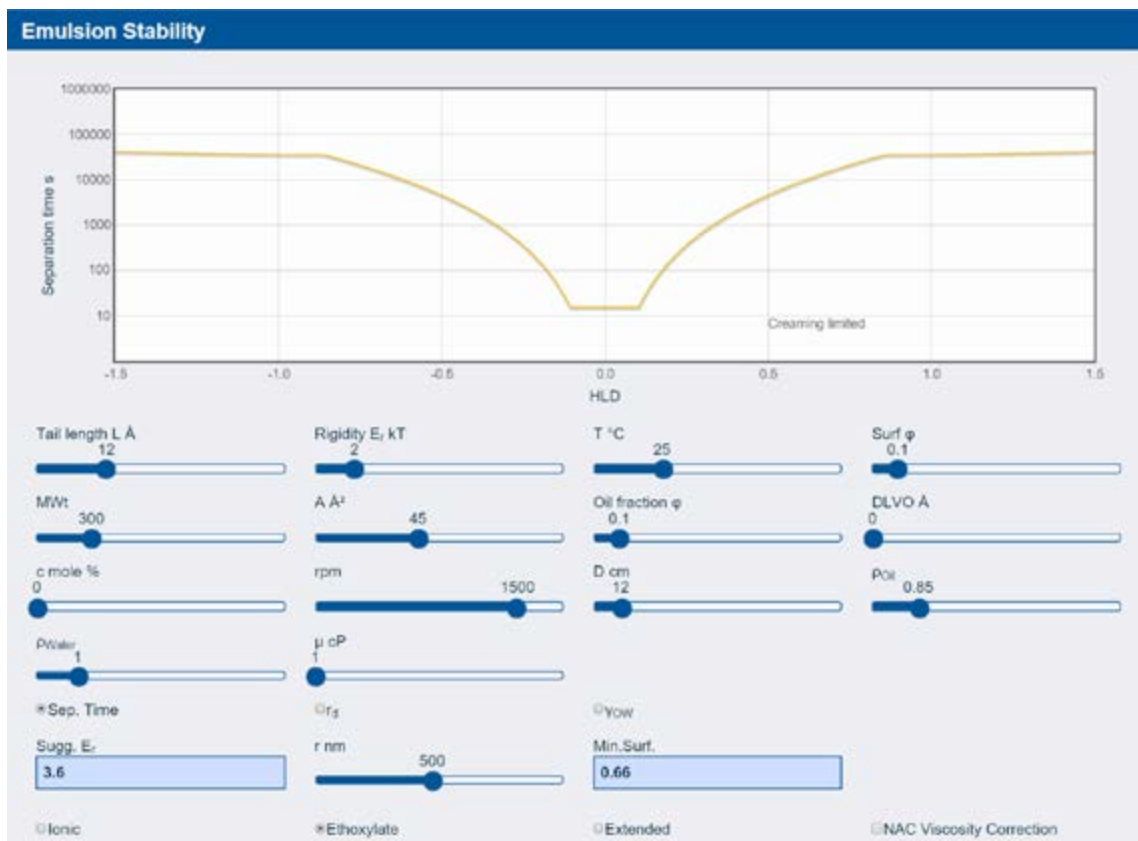 Emulsion Stability
1000000
100000
10000
1000
100
10
Separation time s
Creaming limited
-1.5 -1.0 -0.5 0.0 0.5 1.0 1.5
HLD
Tail length L Å Rigidity Eᵣ kT T °C Surf φ
12 2 25 0.1
MWt A Å² Oil fraction φ DLVO Å
300 45 0.1 0
c mole % rpm D cm ρOil
0 1500 12 0.85
ρWater μ cP
1 1
Sep. Time rd γOW
Sugg. Eᵣ r nm Min.Surf.
3.6 500 0.66
Ionic Ethoxylate Extended NAC Viscosity Correction